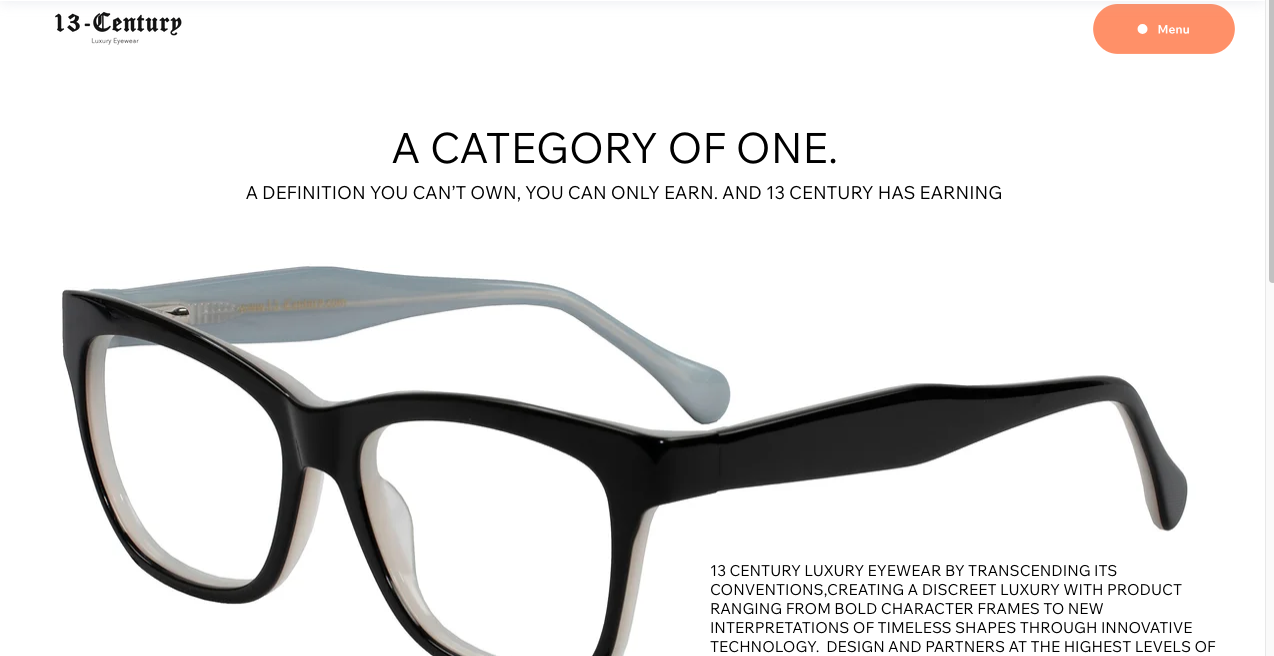 13-Century
Luxury Eyewear
Menu
A CATEGORY OF ONE.
A DEFINITION YOU CAN’T OWN, YOU CAN ONLY EARN. AND 13 CENTURY HAS EARNING
13 CENTURY LUXURY EYEWEAR BY TRANSCENDING ITS
CONVENTIONS,CREATING A DISCREET LUXURY WITH PRODUCT
RANGING FROM BOLD CHARACTER FRAMES TO NEW
INTERPRETATIONS OF TIMELESS SHAPES THROUGH INNOVATIVE
TECHNOLOGY.  DESIGN AND PARTNERS AT THE HIGHEST LEVELS OF